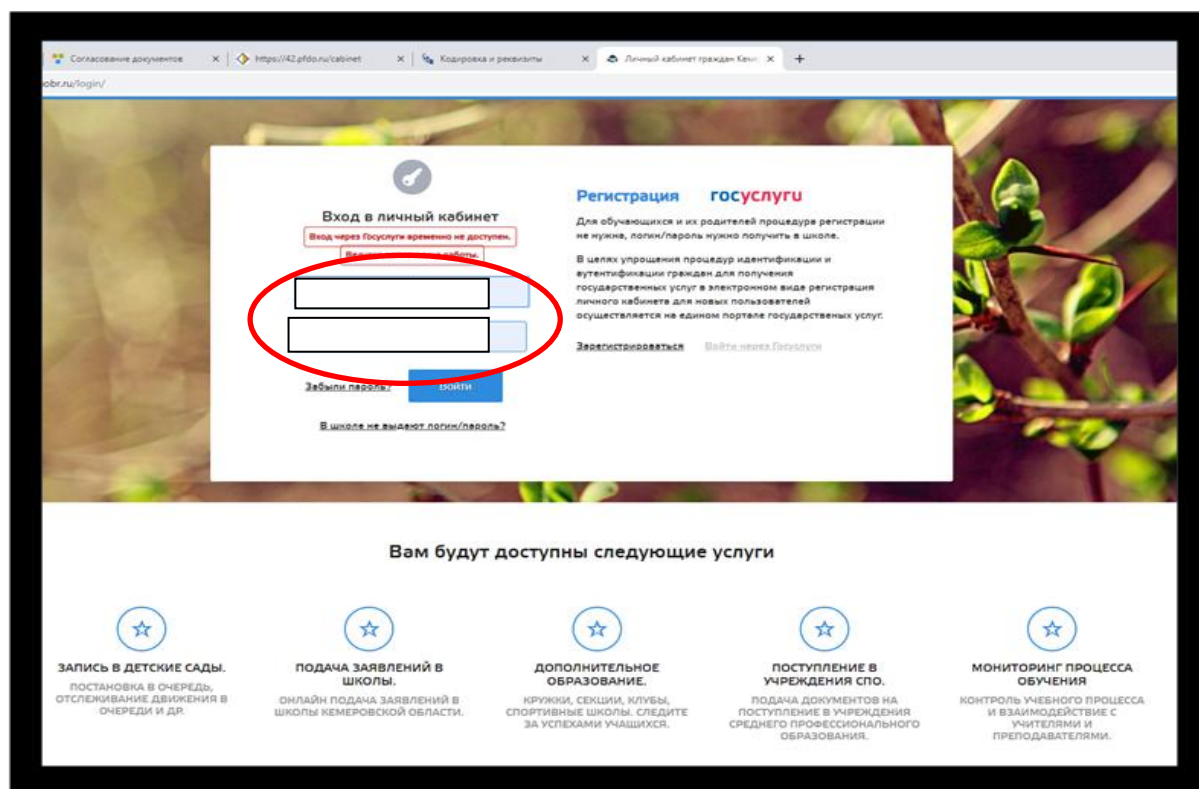 Согласование документов
https://42.pfdo.ru/cabinet
Кодировка и реквизиты
Личный кабинет граждан Кем
obr.ru/login/
Вход в личный кабинет
Вход через Госуслуги временно не доступен.
работы.
Забыли пароль?
Войти
В школе не выдают логин/пароль?
Регистрация госуслуги
Для обучающихся и их родителей процедура регистрации
не нужна, логин/пароль нужно получить в школе.
В целях упрощения процедур идентификации и
аутентификации граждан для получения
государственных услуг в электронном виде регистрация
личного кабинета для новых пользователей
осуществляется на едином портале государственых услуг.
Зарегистрироваться Войти через Госуслуги
Вам будут доступны следующие услуги
ЗАПИСЬ В ДЕТСКИЕ САДЫ.
ПОСТАНОВКА В ОЧЕРЕДЬ,
ОТСЛЕЖИВАНИЕ ДВИЖЕНИЯ В
ОЧЕРЕДИ И ДР.
ПОДАЧА ЗАЯВЛЕНИЙ В
ШКОЛЫ.
ОНЛАЙН ПОДАЧА ЗАЯВЛЕНИЙ В
ШКОЛЫ КЕМЕРОВСКОЙ ОБЛАСТИ.
ДОПОЛНИТЕЛЬНОЕ
ОБРАЗОВАНИЕ.
КРУЖКИ, СЕКЦИИ, КЛУБЫ,
СПОРТИВНЫЕ ШКОЛЫ. СЛЕДИТЕ
ЗА УСПЕХАМИ УЧАЩИХСЯ.
ПОСТУПЛЕНИЕ В
УЧРЕЖДЕНИЯ СПО.
ПОДАЧА ДОКУМЕНТОВ НА
ПОСТУПЛЕНИЕ В УЧРЕЖДЕНИЯ
СРЕДНЕГО ПРОФЕССИОНАЛЬНОГО
ОБРАЗОВАНИЯ.
МОНИТОРИНГ ПРОЦЕССА
ОБУЧЕНИЯ
КОНТРОЛЬ УЧЕБНОГО ПРОЦЕССА
И ВЗАИМОДЕЙСТВИЕ С
УЧИТЕЛЯМИ И
ПРЕПОДАВАТЕЛЯМИ.